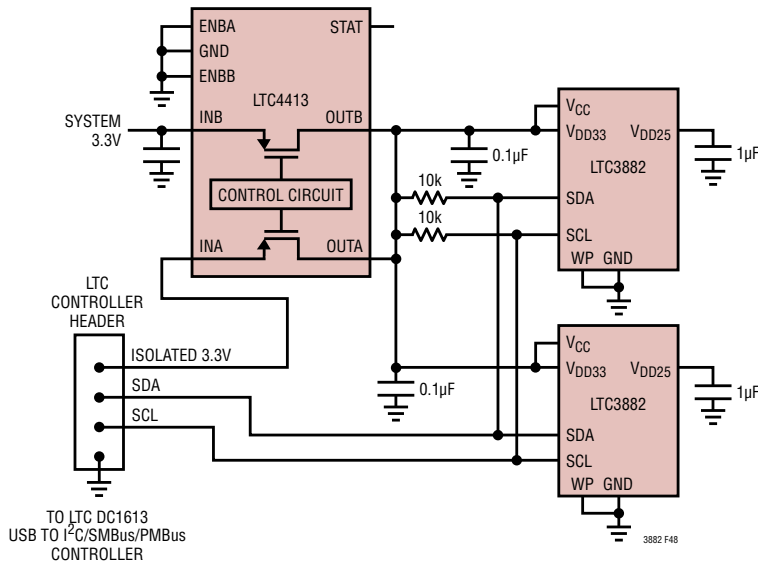 ENBA
GND
ENBB
STAT
LTC4413
SYSTEM
3.3V
INB
OUTB
CONTROL CIRCUIT
INA
OUTA
0.1µF
10k
10k
VCC
VDD33
VDD25
LTC3882
SDA
SCL
WP GND
1µF
LTC
CONTROLLER
HEADER
ISOLATED 3.3V
SDA
SCL
0.1µF
VCC
VDD33
VDD25
LTC3882
SDA
SCL
WP GND
1µF
TO LTC DC1613
USB TO I2C/SMBus/PMBus
CONTROLLER
3882 F48